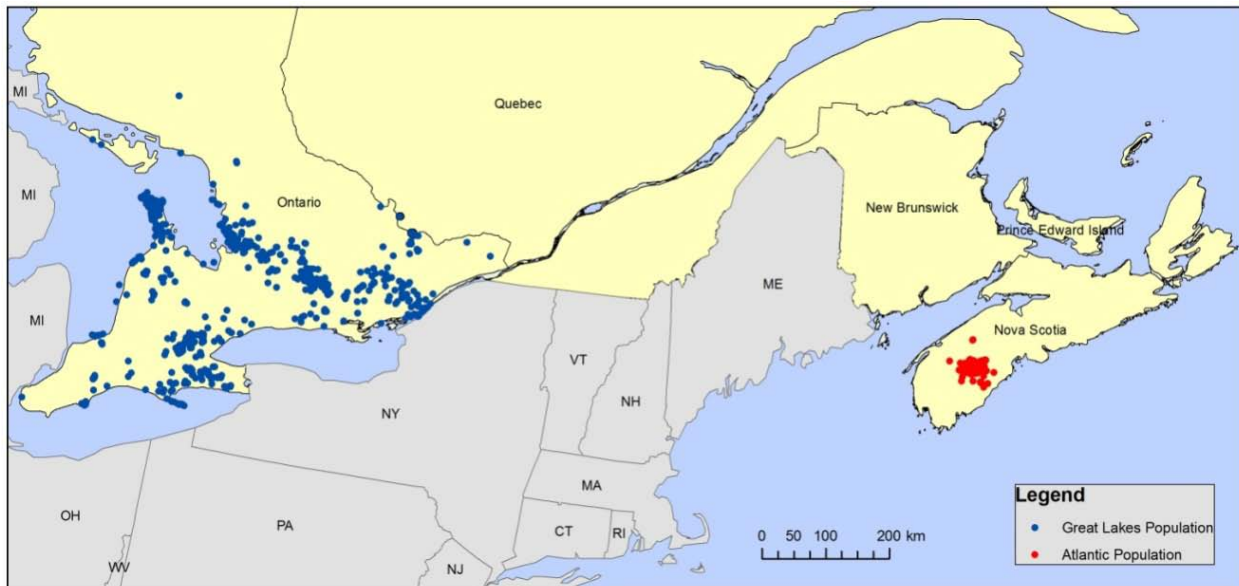 MI
Quebec
MI
Ontario
New Brunswick
Prince Edward Island
MI
ME
Nova Scotia
VT
NH
NY
MA
OH
PA
CT
RI
WV
NJ
0 50 100 200 km
Legend
Great Lakes Population
Atlantic Population